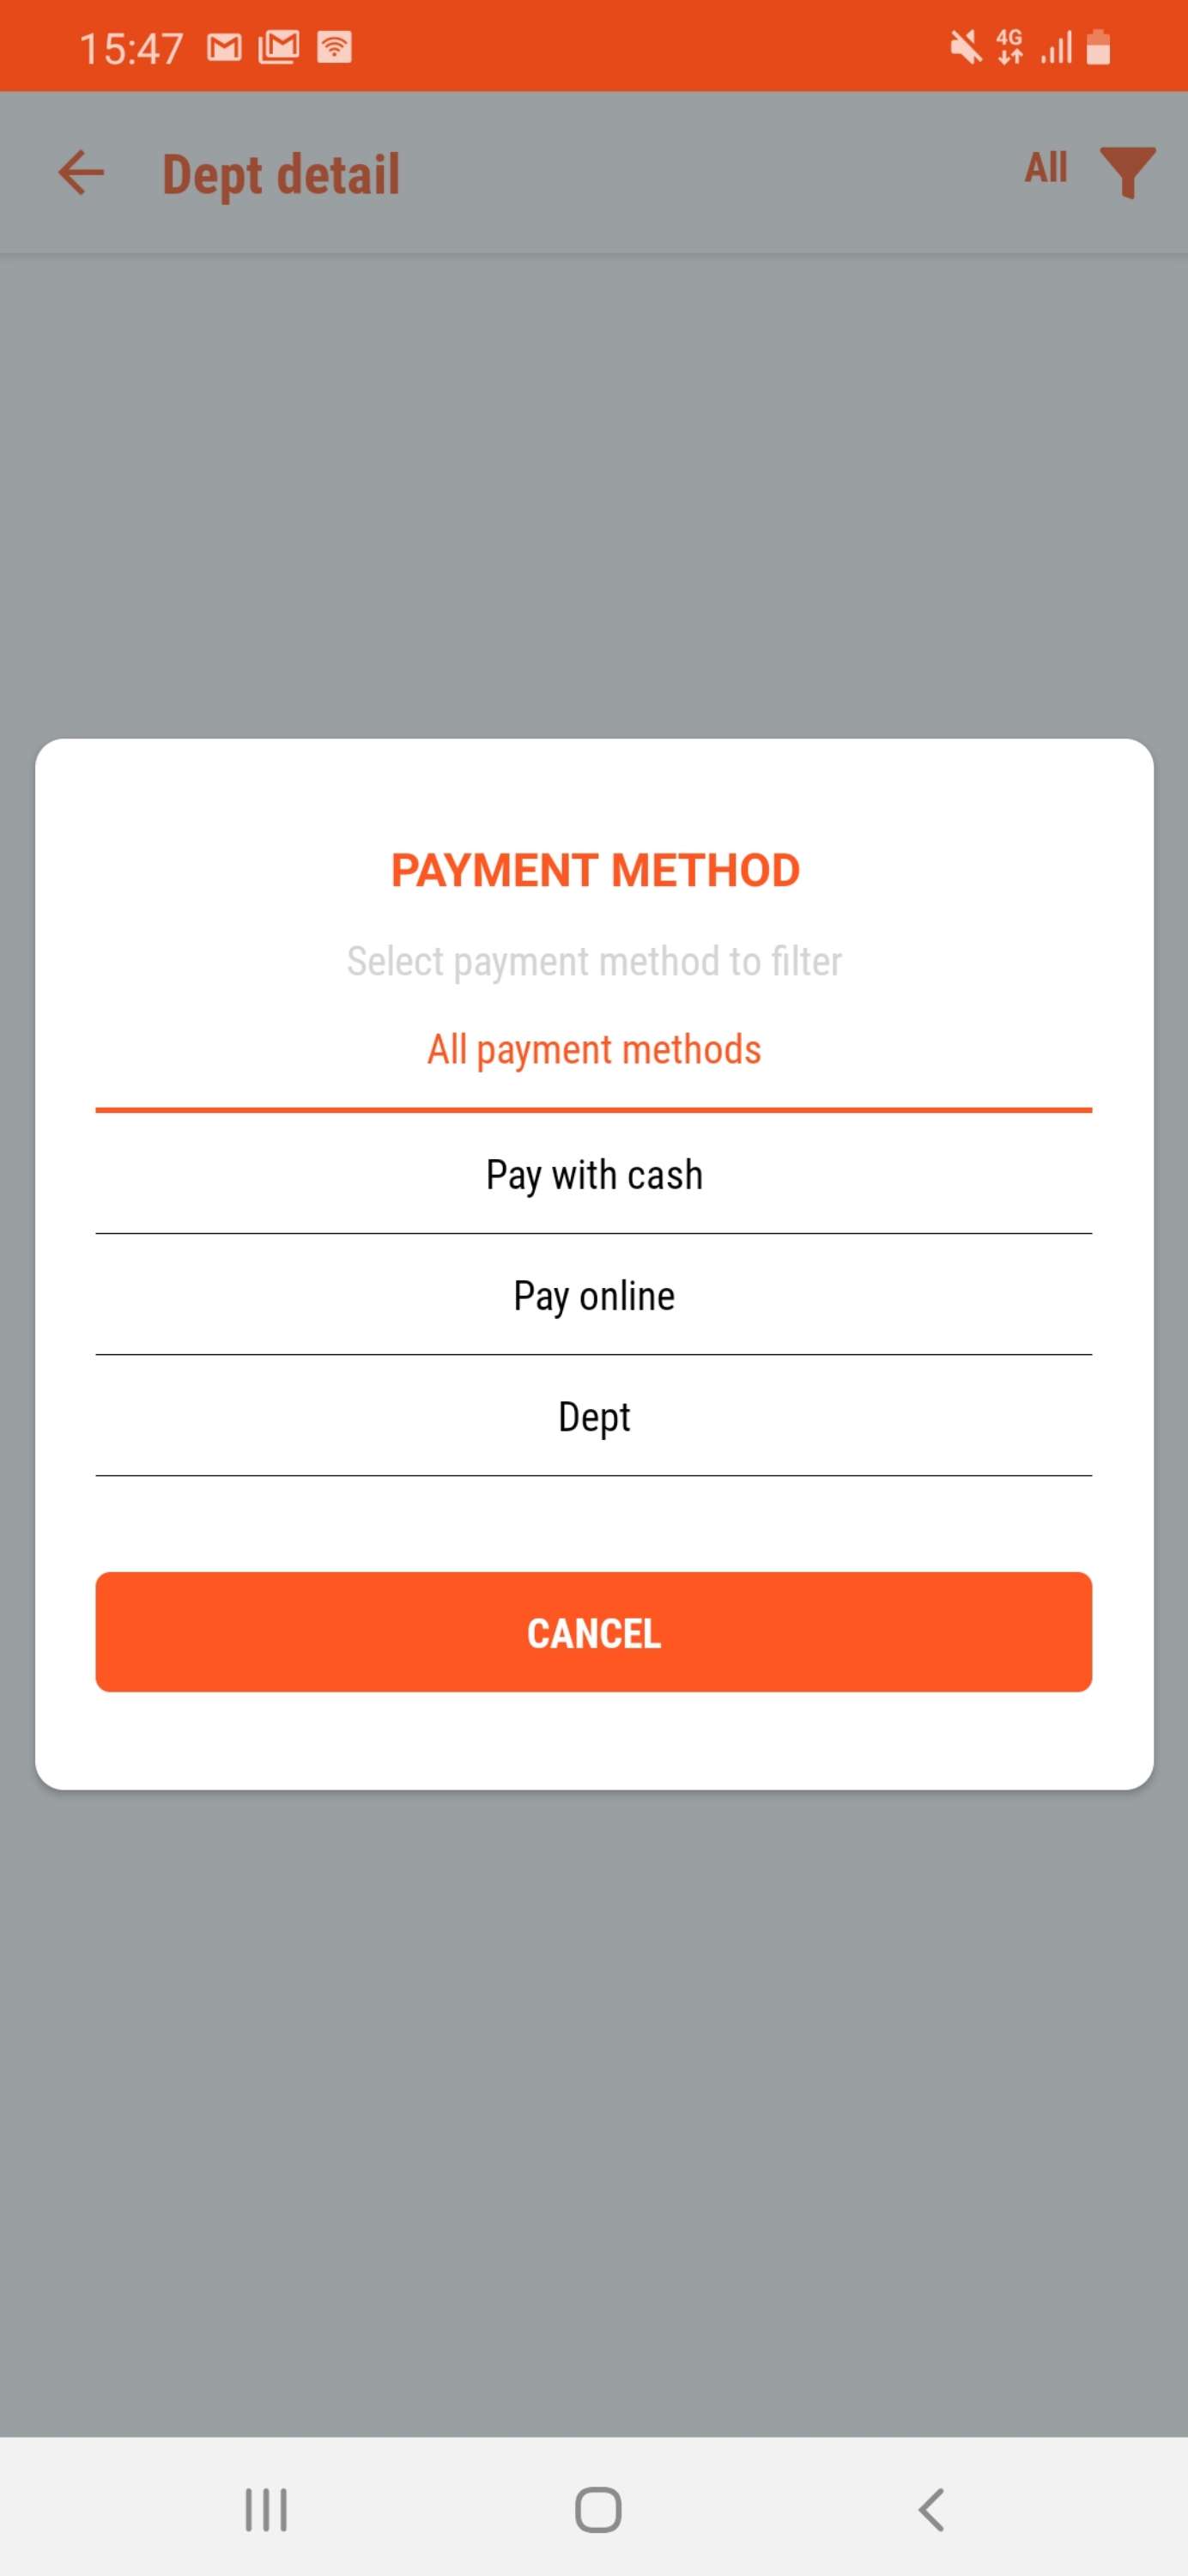 15:47
4G
Dept detail
All
PAYMENT METHOD
Select payment method to filter
All payment methods
Pay with cash
Pay online
Dept
CANCEL